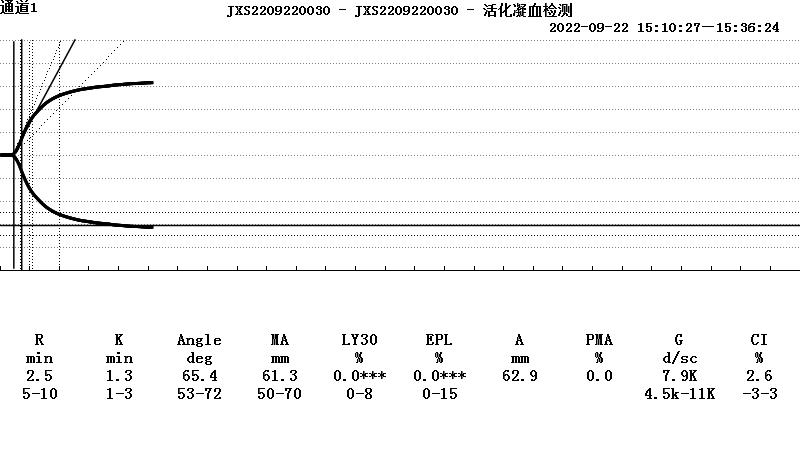 通道1
JXS2209220030 - JXS2209220030 - 活化凝血检测
2022-09-22 15:10:27—15:36:24
R K Angle MA LY30 EPL A PMA G CI
min min deg mm % % mm % d/sc %
2.5 1.3 65.4 61.3 0.0*** 0.0*** 62.9 0.0 7.9K 2.6
5-10 1-3 53-72 50-70 0-8 0-15 4.5k-11K -3-3